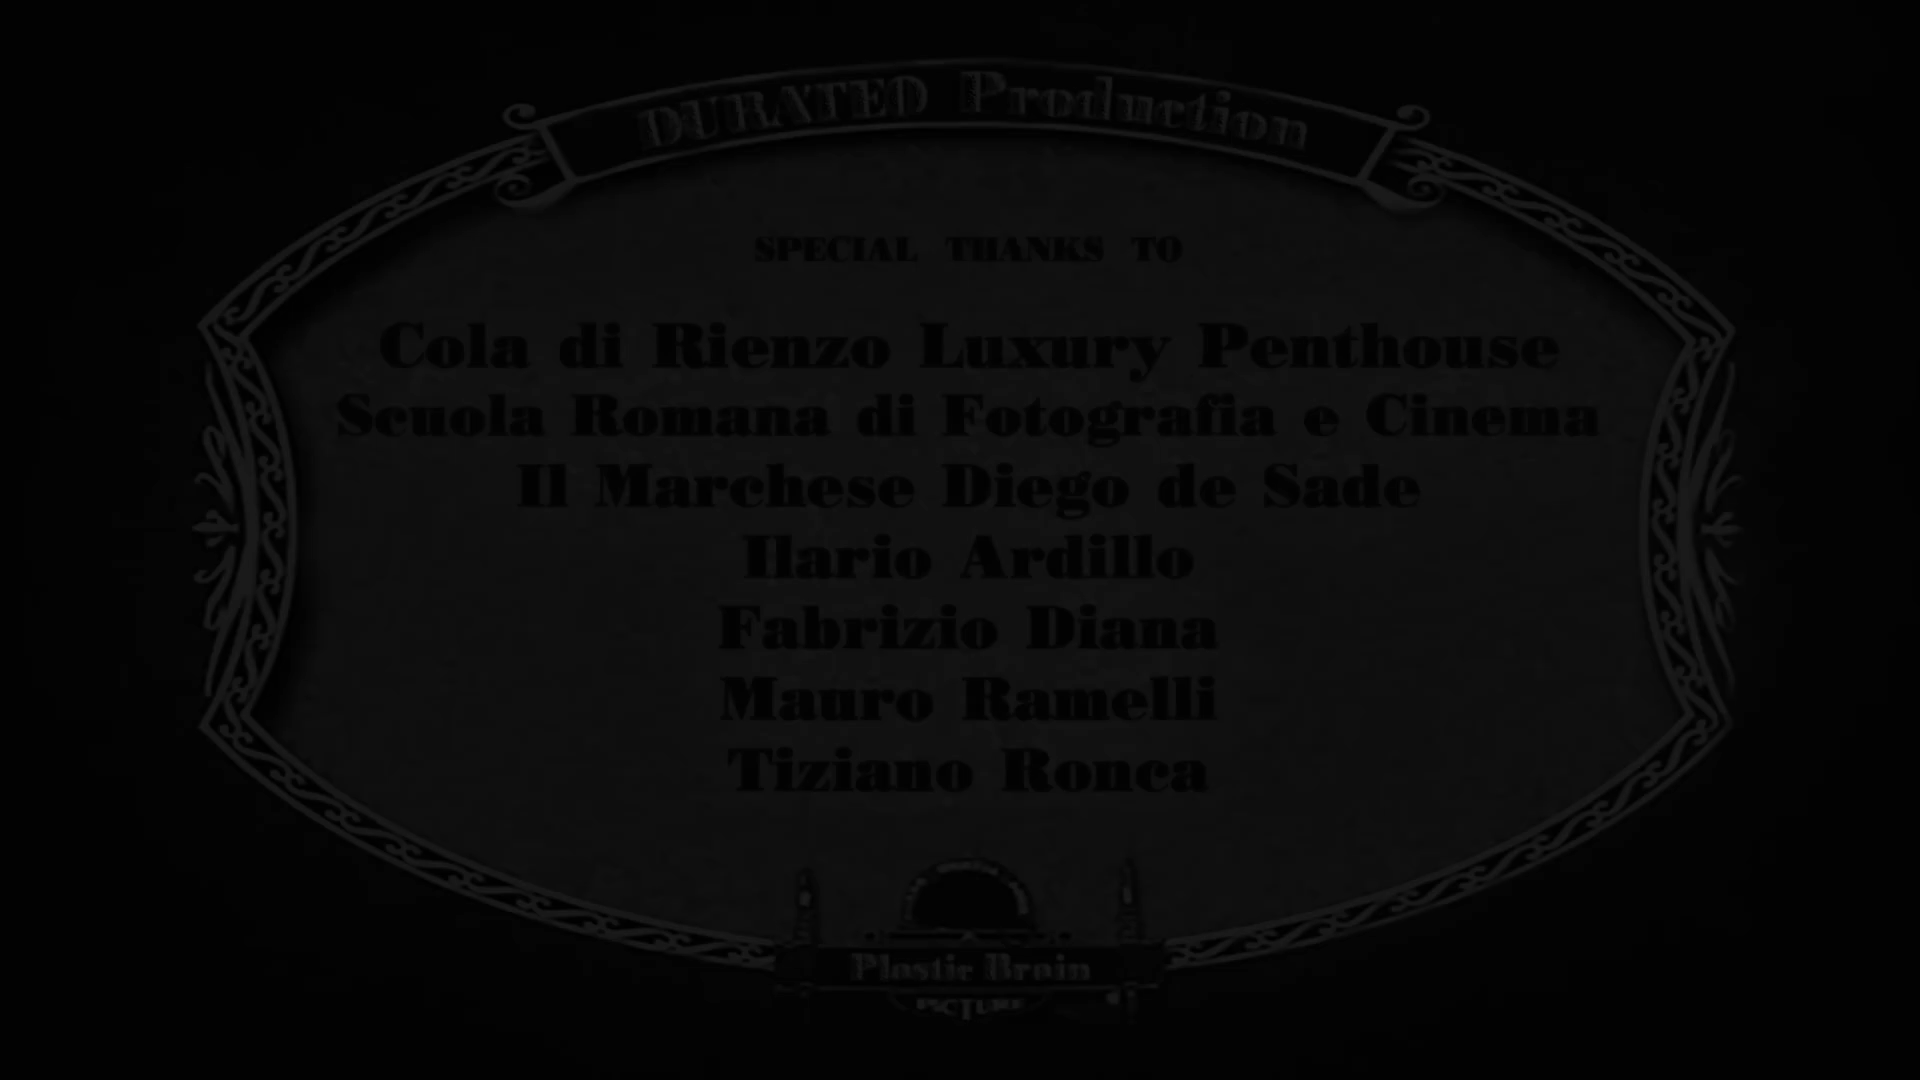 DURATED Production
SPECIAL THANKS TO
Cola di Rienzo Luxury Penthouse
Scuola Romana di Fotografia e Cinema
Il Marchese Diego de Sade
Ilario Ardillo
Fabrizio Diana
Mauro Ramelli
Tiziano Ronca
Plastic Brain
PICTURE